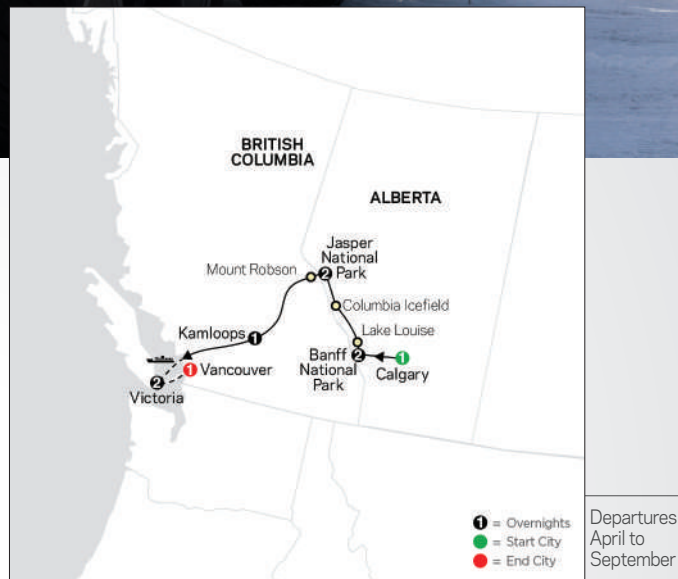 BRITISH
COLUMBIA
ALBERTA
Jasper
National
Park
2
Mount Robson
Columbia Icefield
Lake Louise
Kamloops
1
Banff
National
Park
2
1
Calgary
1
Vancouver
2
Victoria
1 = Overnights
= Start City
= End City
Departures
April to
September